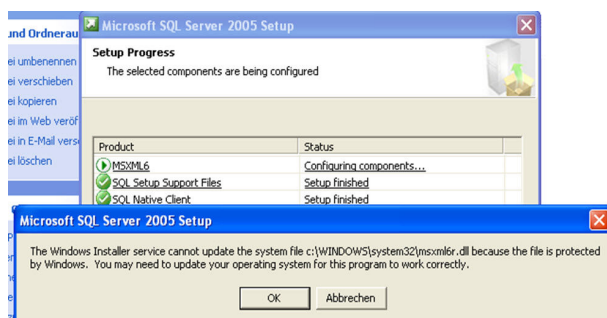 und Ordnerau
Microsoft SQL Server 2005 Setup
Setup Progress
The selected components are being configured
ei umbenennen
ei verschieben
ei kopieren
ei im Web veröf
ei in E-Mail vers
ei löschen
Product Status
MSXML6 Configuring components...
SQL Setup Support Files Setup finished
SQL Native Client Setup finished
Microsoft SQL Server 2005 Setup
The Windows Installer service cannot update the system file c:\WINDOWS\system32\msxml6r.dll because the file is protected
by Windows. You may need to update your operating system for this program to work correctly.
OK Abbrechen